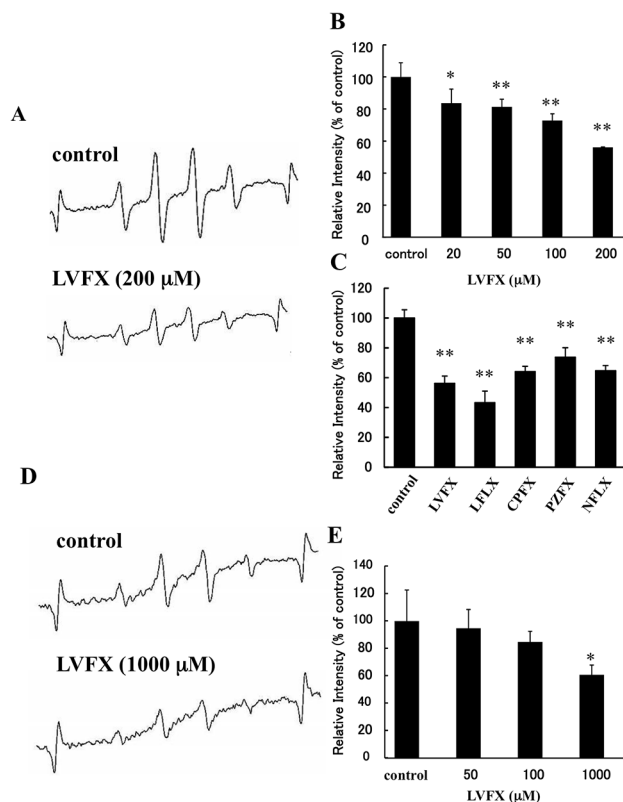 A
control
LVFX (200 μM)
B
Relative Intensity (% of control)
120
100
80
60
40
20
0
* ** ** **
control 20 50 100 200
LVFX (μM)
C
Relative Intensity (% of control)
120
100
80
60
40
20
0
** ** ** ** **
control LVFX LFLX CPFX PZFX NFLX
D
control
LVFX (1000 μM)
E
Relative Intensity (% of control)
140
120
100
80
60
40
20
0
*
control 50 100 1000
LVFX (μM)